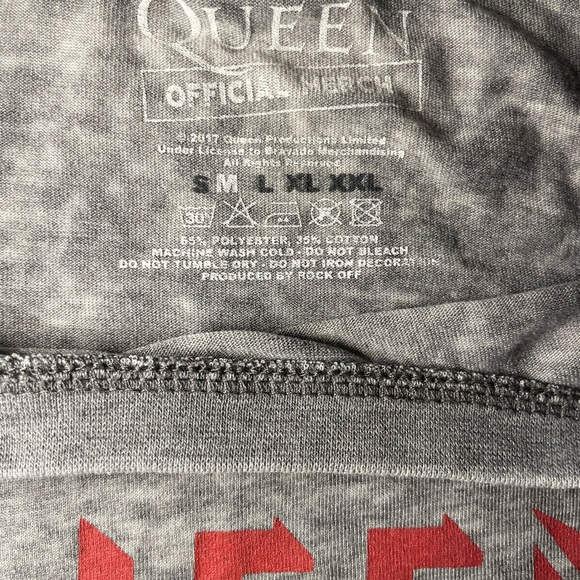 QUEEN
OFFICIAL MERCH
© 2017 Queen Productions Limited
Under License to Bravado Merchandising
All Rights Reserved
S M L XL XXL
30°
65% POLYESTER, 35% COTTON
MACHINE WASH COLD - DO NOT BLEACH
DO NOT TUMBLE DRY - DO NOT IRON DECORATION
PRODUCED BY ROCK OFF